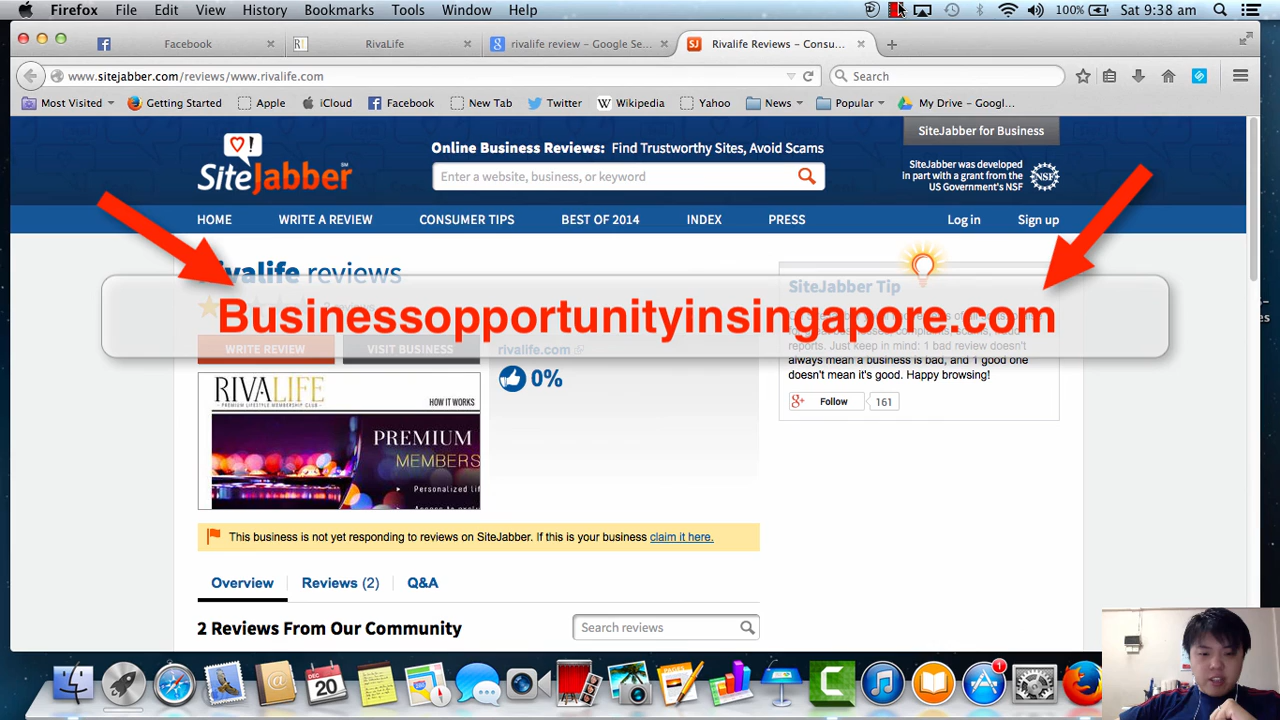 Firefox File Edit View History Bookmarks Tools Window Help 100% Sat 9:38 am
Facebook RivaLife rivalife review – Google Se... Rivalife Reviews – Consu...
www.sitejabber.com/reviews/www.rivalife.com Search
Most Visited Getting Started Apple iCloud Facebook New Tab Twitter Wikipedia Yahoo News Popular My Drive – Googl...
SiteJabber for Business
SiteJabber
Online Business Reviews: Find Trustworthy Sites, Avoid Scams
Enter a website, business, or keyword
SiteJabber was developed
in part with a grant from the
US Government's NSF
NSF
HOME WRITE A REVIEW CONSUMER TIPS BEST OF 2014 INDEX PRESS Log in Sign up
reviews
SiteJabber Tip
Businessopportunityinsingapore.com
WRITE REVIEW VISIT BUSINESS rivalife.com
0%
reports. Just keep in mind: 1 bad review doesn't
always mean a business is bad, and 1 good one
doesn't mean it's good. Happy browsing!
Follow 161
RIVALIFE
PREMIUM LIFESTYLE MEMBERSHIP CLUB
HOW IT WORKS
PREMIUM
MEMBERS
Personalized li
This business is not yet responding to reviews on SiteJabber. If this is your business claim it here.
Overview Reviews (2) Q&A
2 Reviews From Our Community
Search reviews
DEC
20
1